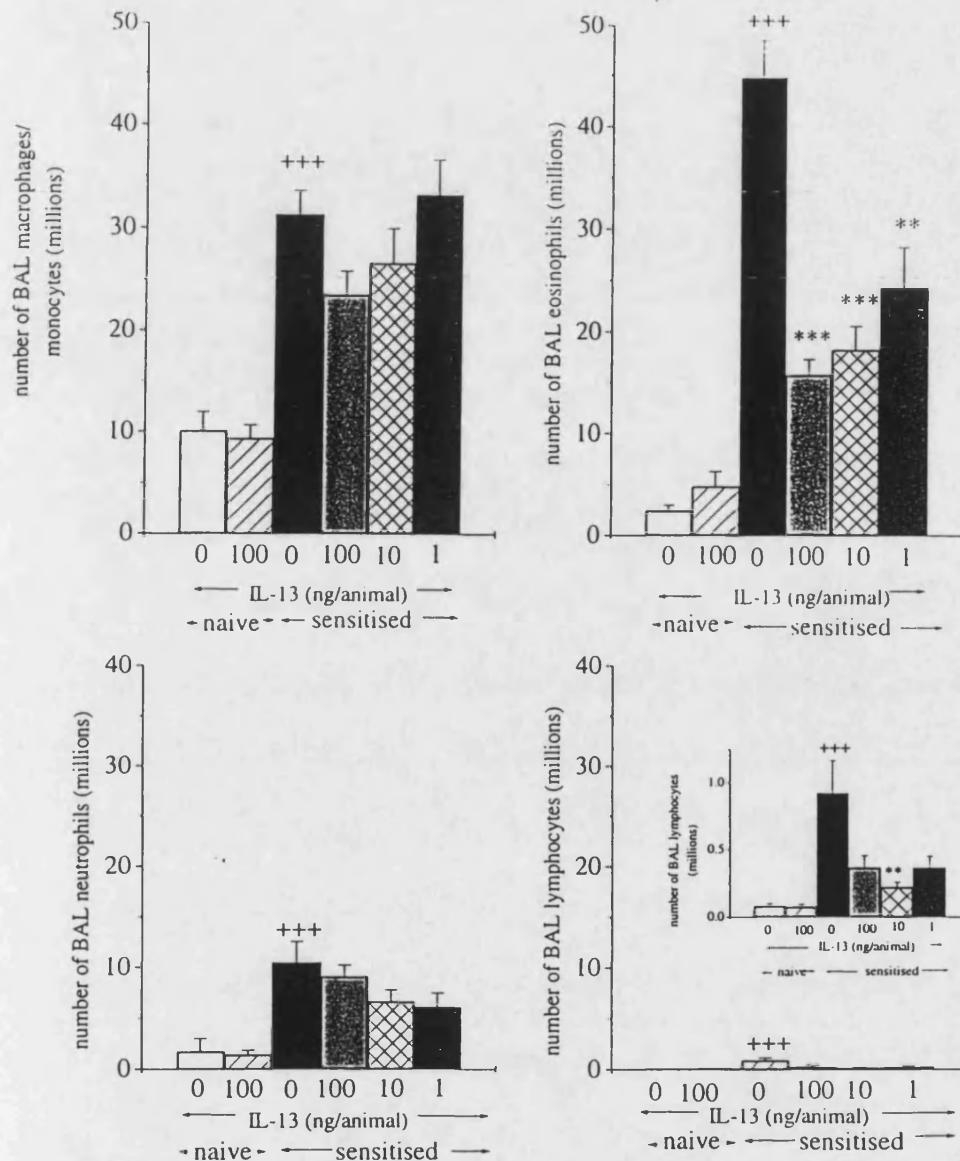 number of BAL macrophages/
monocytes (millions)
50
40
30
20
10
0
+++
0 100 0 100 10 1
IL-13 (ng/animal)
naive sensitised
number of BAL eosinophils (millions)
50
40
30
20
10
0
+++
***
***
**
0 100 0 100 10 1
IL-13 (ng/animal)
naive sensitised
number of BAL neutrophils (millions)
40
30
20
10
0
+++
0 100 0 100 10 1
IL-13 (ng/animal)
naive sensitised
number of BAL lymphocytes (millions)
40
30
20
10
0
+++
0 100 0 100 10 1
IL-13 (ng/animal)
naive sensitised
number of BAL lymphocytes
(millions)
1.0
0.5
0.0
+++
**
0 100 0 100 10 1
IL-13 (ng/animal)
naive sensitised